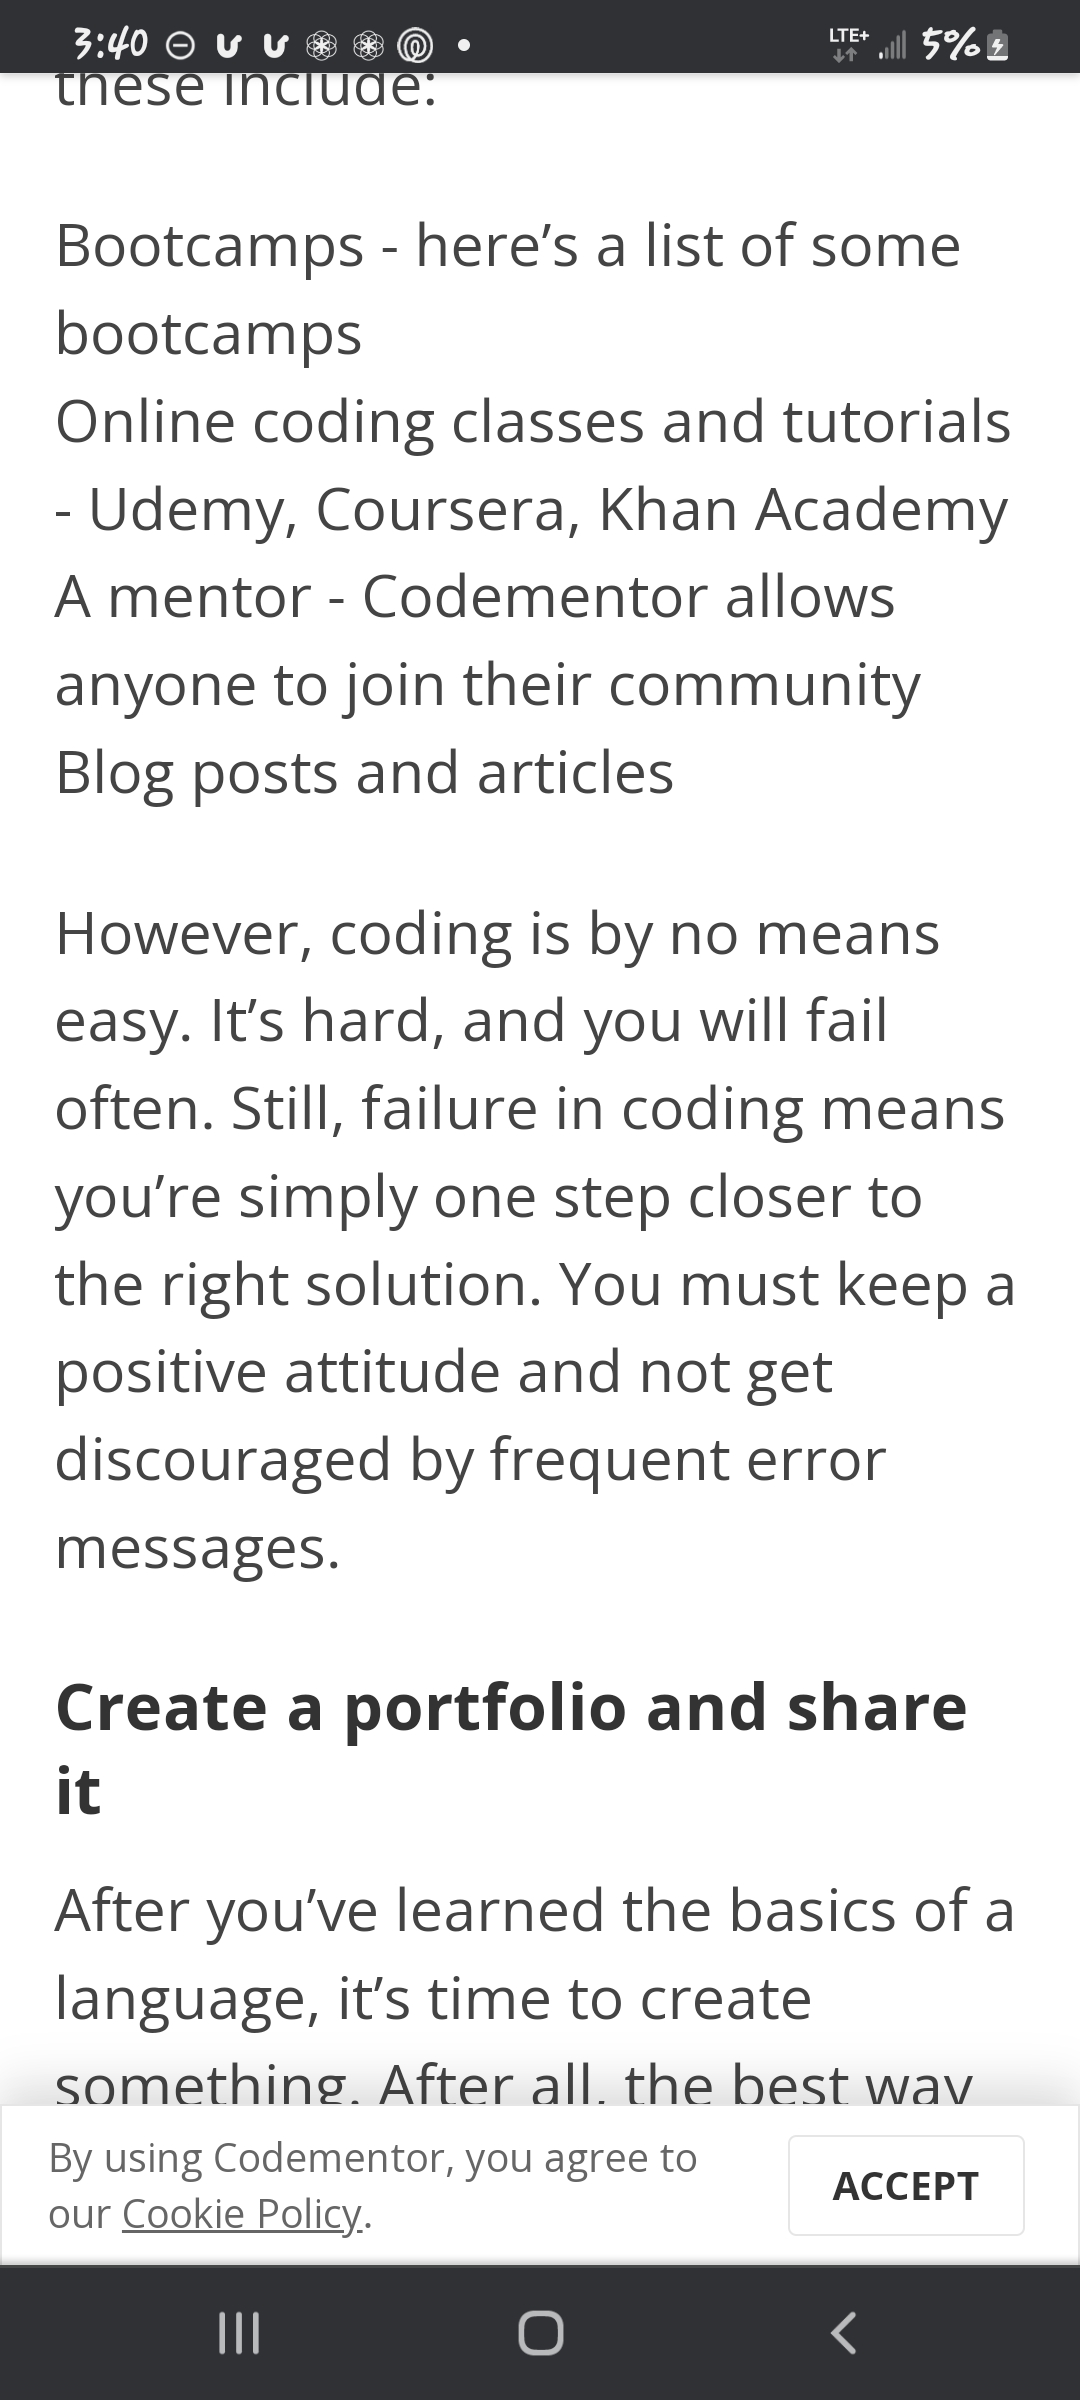 3:40
LTE+ 5%
these include:
Bootcamps - here’s a list of some
bootcamps
Online coding classes and tutorials
- Udemy, Coursera, Khan Academy
A mentor - Codementor allows
anyone to join their community
Blog posts and articles
However, coding is by no means
easy. It’s hard, and you will fail
often. Still, failure in coding means
you’re simply one step closer to
the right solution. You must keep a
positive attitude and not get
discouraged by frequent error
messages.
Create a portfolio and share
it
After you’ve learned the basics of a
language, it’s time to create
something. After all, the best way
By using Codementor, you agree to
our Cookie Policy.
ACCEPT